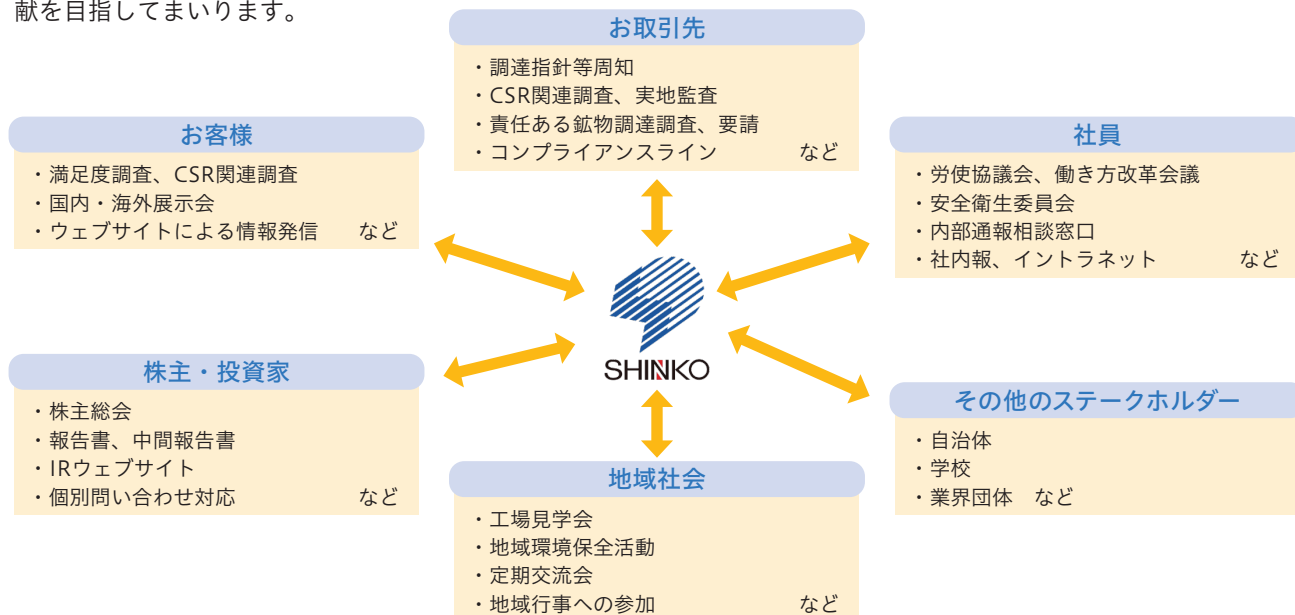 献を目指してまいります。
お取引先
・調達指針等周知
・CSR関連調査、実地監査
・責任ある鉱物調達調査、要請
・コンプライアンスライン　など
お客様
・満足度調査、CSR関連調査
・国内・海外展示会
・ウェブサイトによる情報発信　など
社員
・労使協議会、働き方改革会議
・安全衛生委員会
・内部通報相談窓口
・社内報、イントラネット　など
SHINKO
株主・投資家
・株主総会
・報告書、中間報告書
・IRウェブサイト
・個別問い合わせ対応　など
その他のステークホルダー
・自治体
・学校
・業界団体　など
地域社会
・工場見学会
・地域環境保全活動
・定期交流会
・地域行事への参加　など